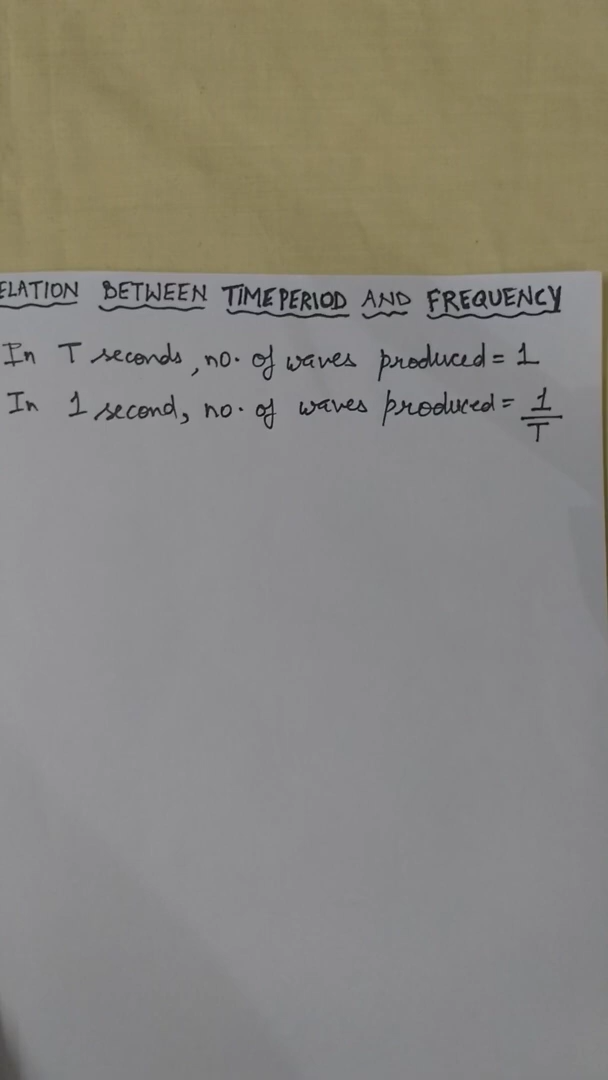 ELATION BETWEEN TIMEPERIOD AND FREQUENCY
In T seconds, no. of waves produced = 1
In 1 second, no. of waves produced = 1/T